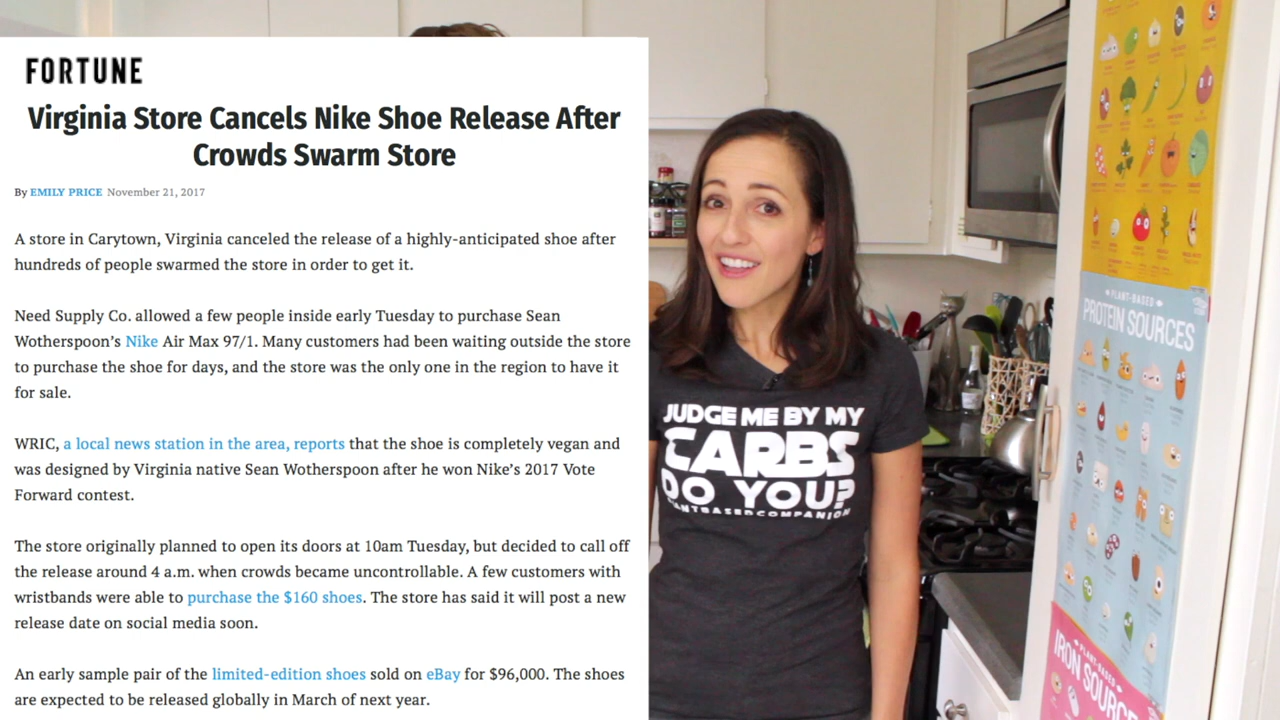 FORTUNE
Virginia Store Cancels Nike Shoe Release After
Crowds Swarm Store
By EMILY PRICE November 21, 2017
A store in Carytown, Virginia canceled the release of a highly-anticipated shoe after
hundreds of people swarmed the store in order to get it.
Need Supply Co. allowed a few people inside early Tuesday to purchase Sean
Wotherspoon’s Nike Air Max 97/1. Many customers had been waiting outside the store
to purchase the shoe for days, and the store was the only one in the region to have it
for sale.
WRIC, a local news station in the area, reports that the shoe is completely vegan and
was designed by Virginia native Sean Wotherspoon after he won Nike’s 2017 Vote
Forward contest.
The store originally planned to open its doors at 10am Tuesday, but decided to call off
the release around 4 a.m. when crowds became uncontrollable. A few customers with
wristbands were able to purchase the $160 shoes. The store has said it will post a new
release date on social media soon.
An early sample pair of the limited-edition shoes sold on eBay for $96,000. The shoes
are expected to be released globally in March of next year.
JUDGE ME BY MY
CARBS
DO YOU?
PLANT-BASED
PROTEIN SOURCES
PLANT-BASED
IRON SOURC